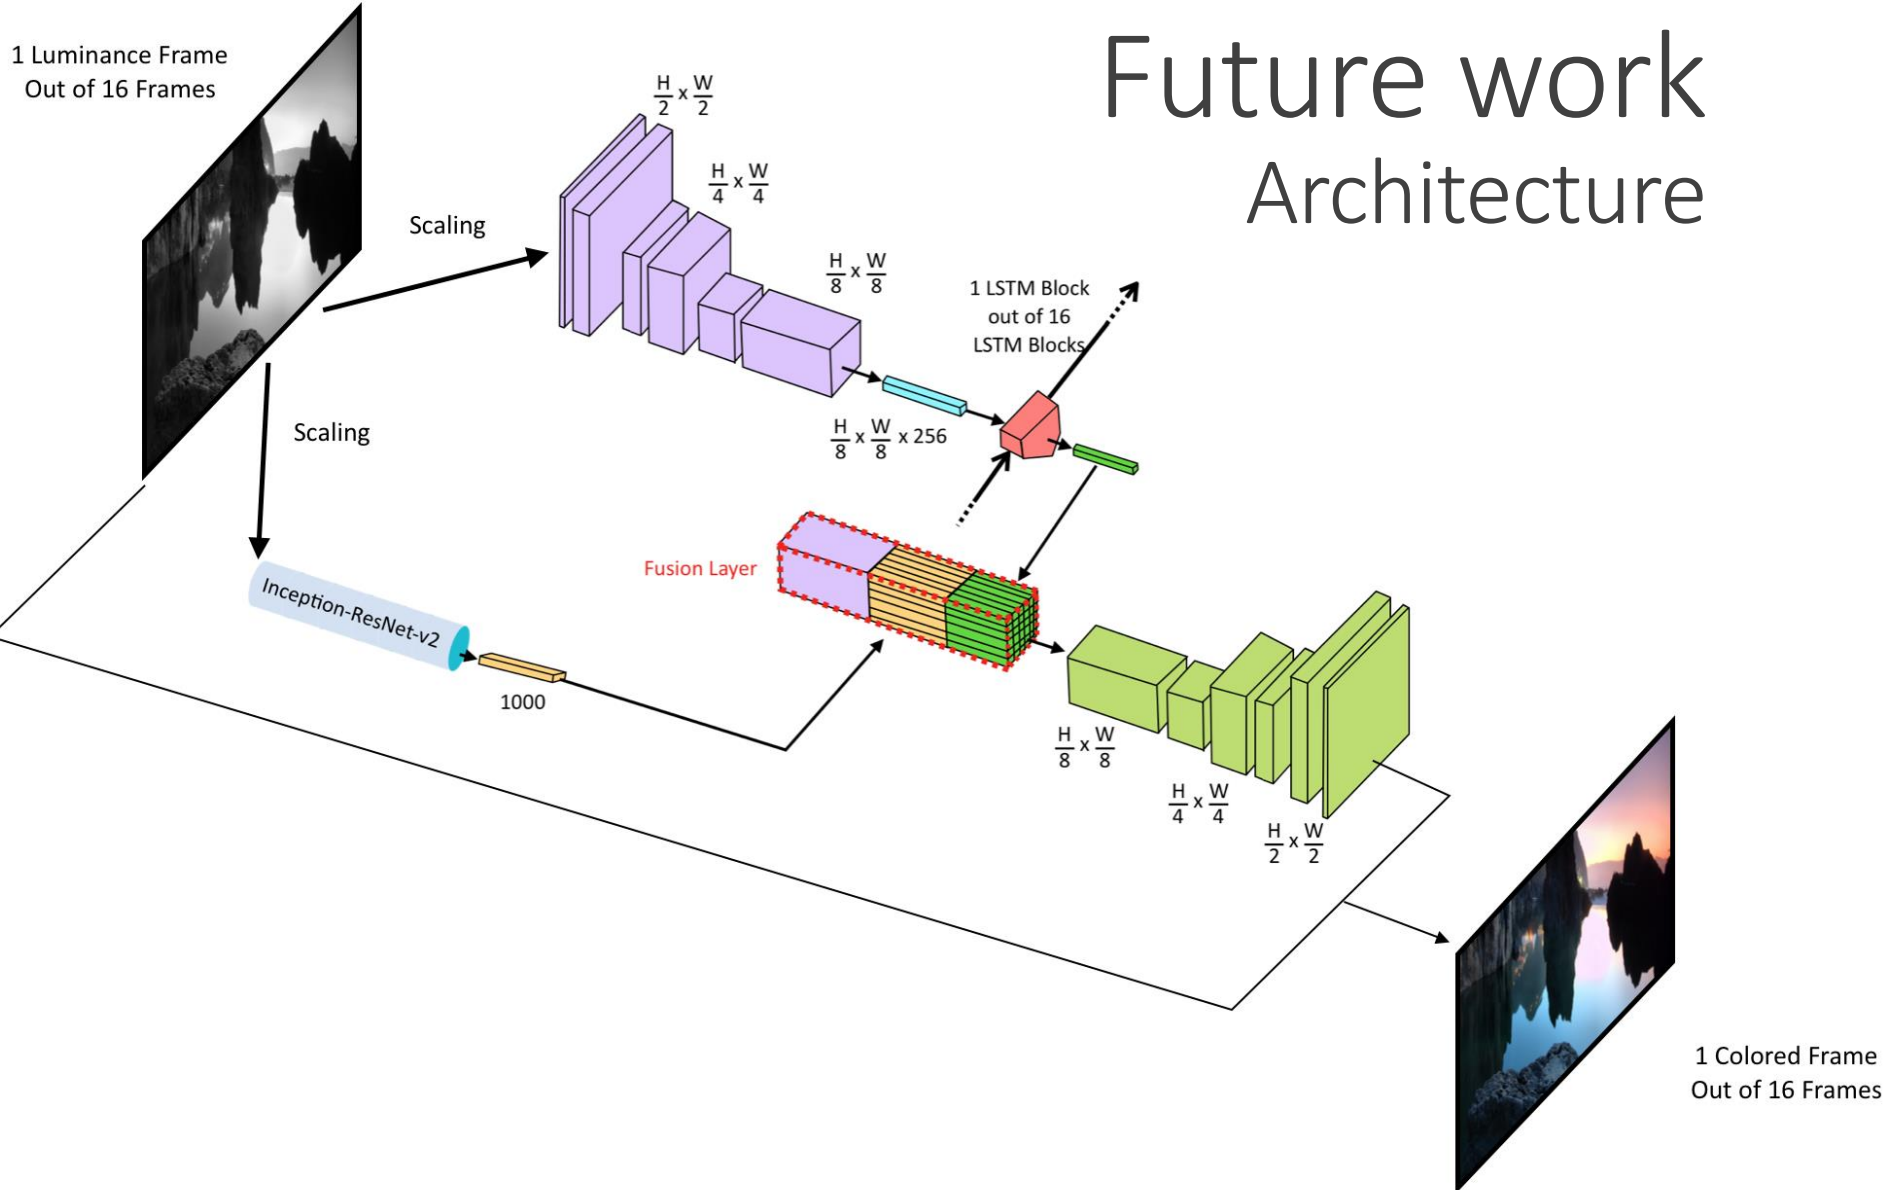 Future work
Architecture
1 Luminance Frame
Out of 16 Frames
H/2 x W/2
H/4 x W/4
Scaling
H/8 x W/8
1 LSTM Block
out of 16
LSTM Blocks
H/8 x W/8 x 256
Scaling
Fusion Layer
Inception-ResNet-v2
1000
H/8 x W/8
H/4 x W/4
H/2 x W/2
1 Colored Frame
Out of 16 Frames